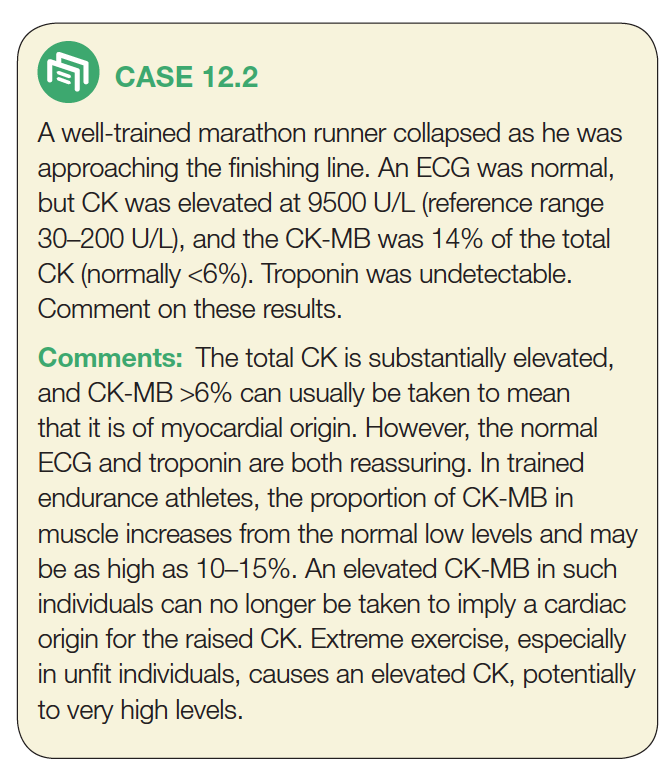 CASE 12.2
A well-trained marathon runner collapsed as he was
approaching the finishing line. An ECG was normal,
but CK was elevated at 9500 U/L (reference range
30–200 U/L), and the CK-MB was 14% of the total
CK (normally <6%). Troponin was undetectable.
Comment on these results.
Comments: The total CK is substantially elevated,
and CK-MB >6% can usually be taken to mean
that it is of myocardial origin. However, the normal
ECG and troponin are both reassuring. In trained
endurance athletes, the proportion of CK-MB in
muscle increases from the normal low levels and may
be as high as 10–15%. An elevated CK-MB in such
individuals can no longer be taken to imply a cardiac
origin for the raised CK. Extreme exercise, especially
in unfit individuals, causes an elevated CK, potentially
to very high levels.